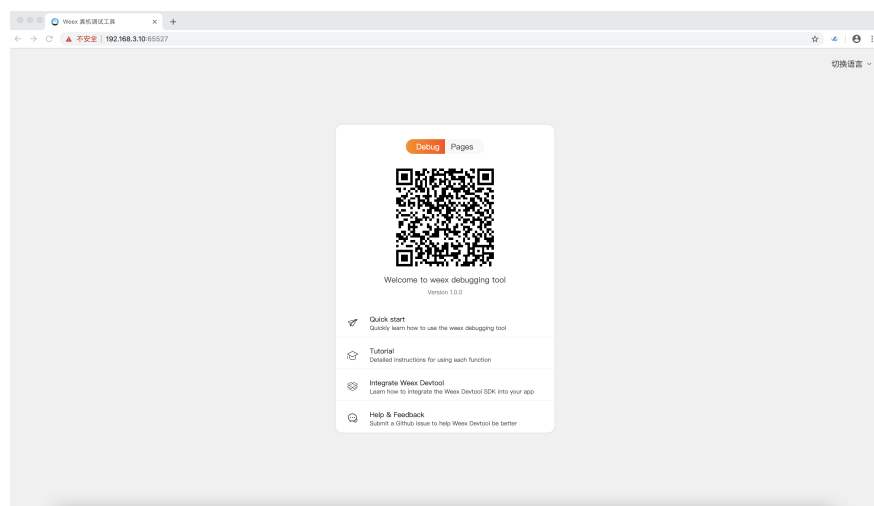 Weex 真机调试工具
不安全 192.168.3.10:65527
切换语言
Debug Pages
Welcome to weex debugging tool
Version 1.0.0
Quick start
Quickly learn how to use the weex debugging tool
Tutorial
Detailed instructions for using each function
Integrate Weex Devtool
Learn how to integrate the Weex Devtool SDK into your app
Help & Feedback
Submit a Github issue to help Weex Devtool be better